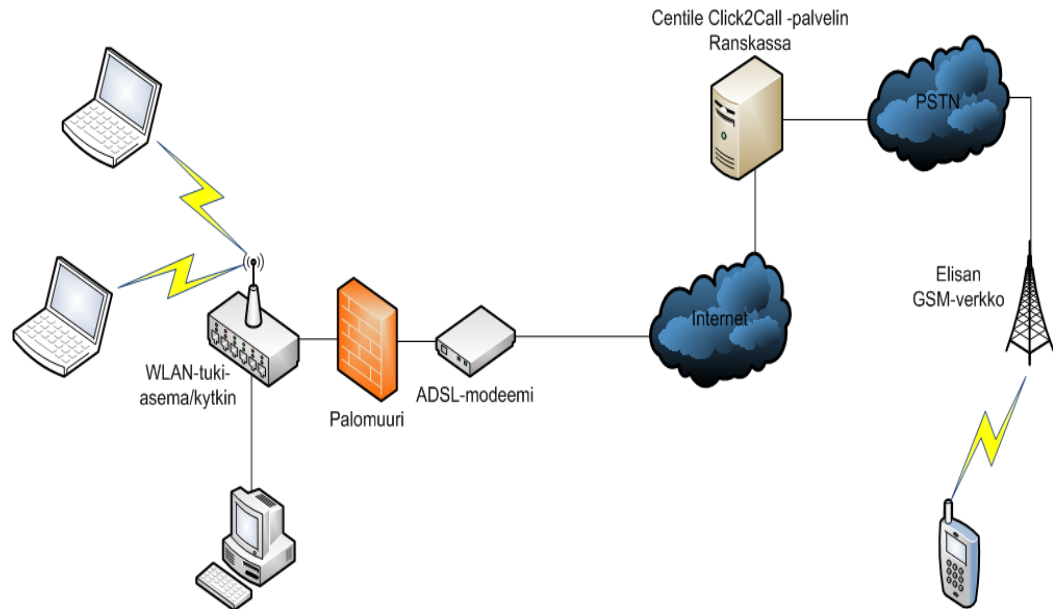 Centile Click2Call -palvelin
Ranskassa
PSTN
Elisan
GSM-verkko
Internet
WLAN-tuki-
asema/kytkin
Palomuuri
ADSL-modeemi